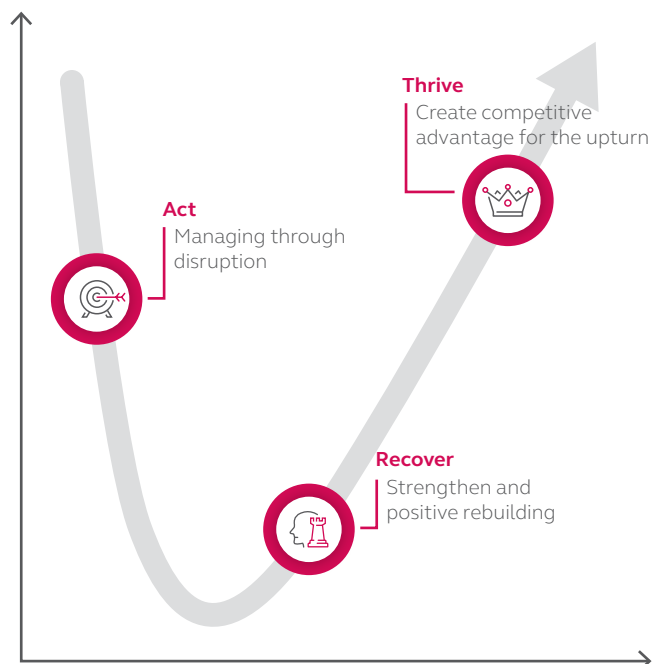 Thrive
Create competitive
advantage for the upturn
Act
Managing through
disruption
Recover
Strengthen and
positive rebuilding